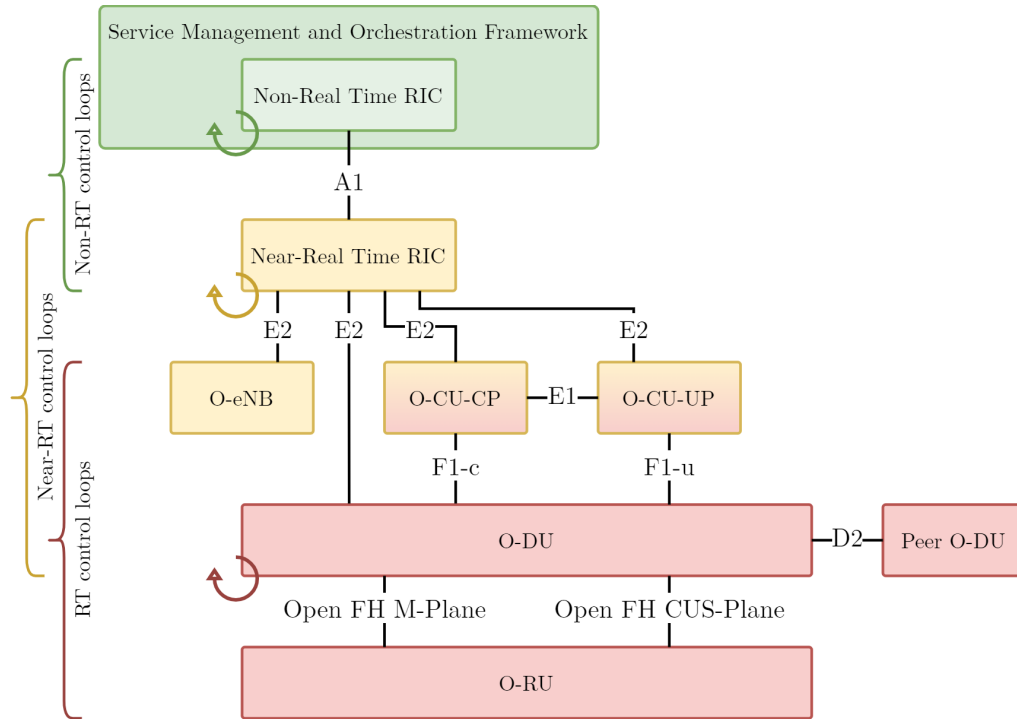 Service Management and Orchestration Framework
Non-Real Time RIC
Non-RT control loops
A1
Near-Real Time RIC
Near-RT control loops
E2
E2
E2
E2
O-eNB
O-CU-CP
E1
O-CU-UP
RT control loops
F1-c
F1-u
O-DU
D2
Peer O-DU
Open FH M-Plane
Open FH CUS-Plane
O-RU